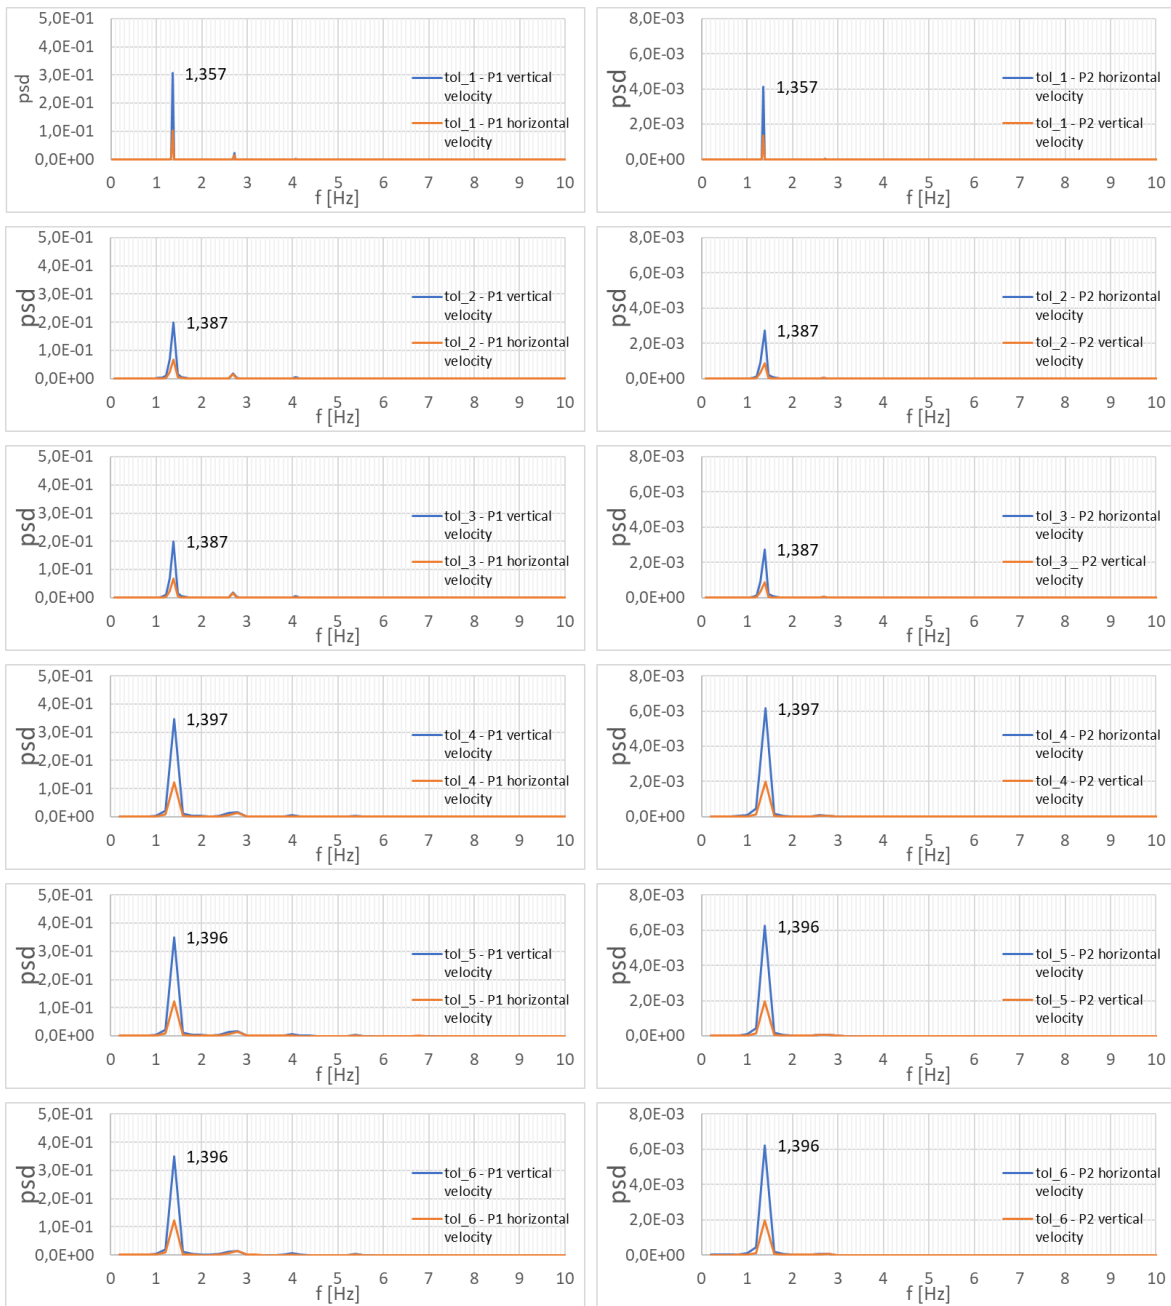 5,0E-01
4,0E-01
3,0E-01
2,0E-01
1,0E-01
0,0E+00
psd
1,357
tol_1 - P1 vertical
velocity
tol_1 - P1 horizontal
velocity
0 1 2 3 4 5 6 7 8 9 10
f [Hz]
8,0E-03
6,0E-03
4,0E-03
2,0E-03
0,0E+00
psd
1,357
tol_1 - P2 horizontal
velocity
tol_1 - P2 vertical
velocity
0 1 2 3 4 5 6 7 8 9 10
f [Hz]
5,0E-01
4,0E-01
3,0E-01
2,0E-01
1,0E-01
0,0E+00
psd
1,387
tol_2 - P1 vertical
velocity
tol_2 - P1 horizontal
velocity
0 1 2 3 4 5 6 7 8 9 10
f [Hz]
8,0E-03
6,0E-03
4,0E-03
2,0E-03
0,0E+00
psd
1,387
tol_2 - P2 horizontal
velocity
tol_2 - P2 vertical
velocity
0 1 2 3 4 5 6 7 8 9 10
f [Hz]
5,0E-01
4,0E-01
3,0E-01
2,0E-01
1,0E-01
0,0E+00
psd
1,387
tol_3 - P1 vertical
velocity
tol_3 - P1 horizontal
velocity
0 1 2 3 4 5 6 7 8 9 10
f [Hz]
8,0E-03
6,0E-03
4,0E-03
2,0E-03
0,0E+00
psd
1,387
tol_3 - P2 horizontal
velocity
tol_3 _ P2 vertical
velocity
0 1 2 3 4 5 6 7 8 9 10
f [Hz]
5,0E-01
4,0E-01
3,0E-01
2,0E-01
1,0E-01
0,0E+00
psd
1,397
tol_4 - P1 vertical
velocity
tol_4 - P1 horizontal
velocity
0 1 2 3 4 5 6 7 8 9 10
f [Hz]
8,0E-03
6,0E-03
4,0E-03
2,0E-03
0,0E+00
psd
1,397
tol_4 - P2 horizontal
velocity
tol_4 - P2 vertical
velocity
0 1 2 3 4 5 6 7 8 9 10
f [Hz]
5,0E-01
4,0E-01
3,0E-01
2,0E-01
1,0E-01
0,0E+00
psd
1,396
tol_5 - P1 vertical
velocity
tol_5 - P1 horizontal
velocity
0 1 2 3 4 5 6 7 8 9 10
f [Hz]
8,0E-03
6,0E-03
4,0E-03
2,0E-03
0,0E+00
psd
1,396
tol_5 - P2 horizontal
velocity
tol_5 - P2 vertical
velocity
0 1 2 3 4 5 6 7 8 9 10
f [Hz]
5,0E-01
4,0E-01
3,0E-01
2,0E-01
1,0E-01
0,0E+00
psd
1,396
tol_6 - P1 vertical
velocity
tol_6 - P1 horizontal
velocity
0 1 2 3 4 5 6 7 8 9 10
f [Hz]
8,0E-03
6,0E-03
4,0E-03
2,0E-03
0,0E+00
psd
1,396
tol_6 - P2 horizontal
velocity
tol_6 - P2 vertical
velocity
0 1 2 3 4 5 6 7 8 9 10
f [Hz]